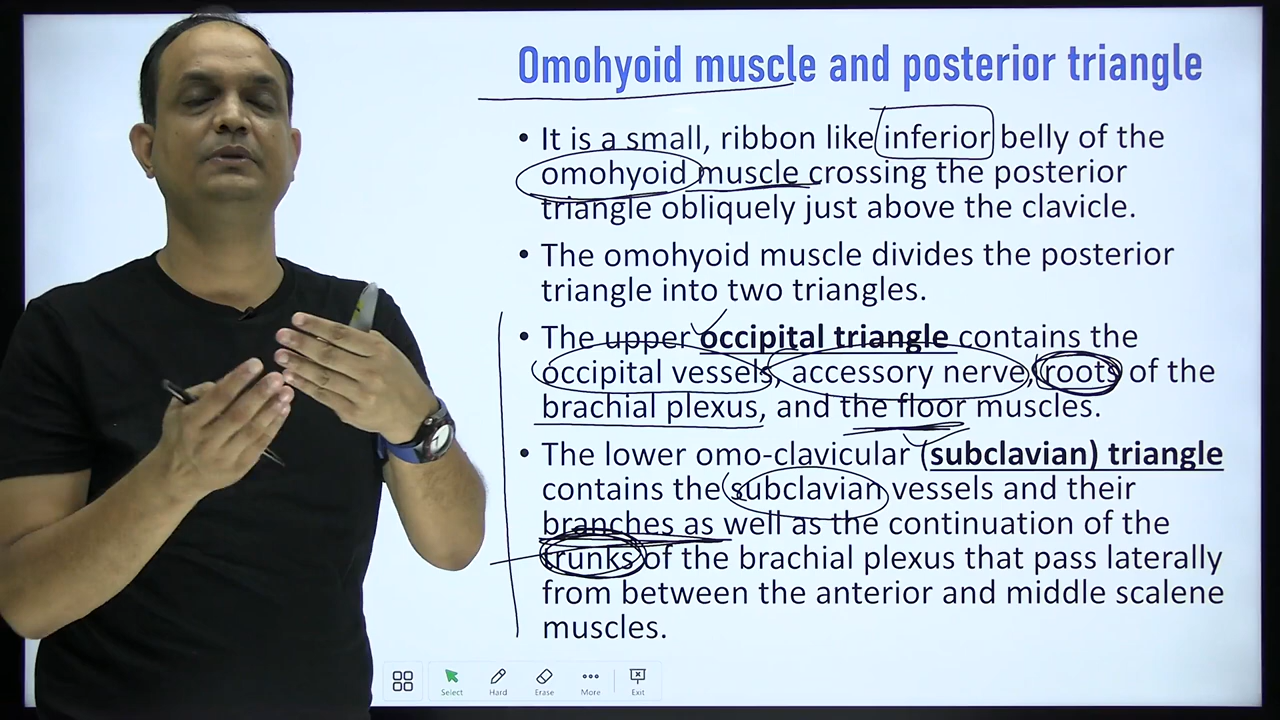 Omohyoid muscle and posterior triangle
• It is a small, ribbon like inferior belly of the
omohyoid muscle crossing the posterior
triangle obliquely just above the clavicle.
• The omohyoid muscle divides the posterior
triangle into two triangles.
• The upper occipital triangle contains the
occipital vessels, accessory nerve, roots of the
brachial plexus, and the floor muscles.
• The lower omo-clavicular (subclavian) triangle
contains the subclavian vessels and their
branches as well as the continuation of the
trunks of the brachial plexus that pass laterally
from between the anterior and middle scalene
muscles.
Select Hard Erase More Exit